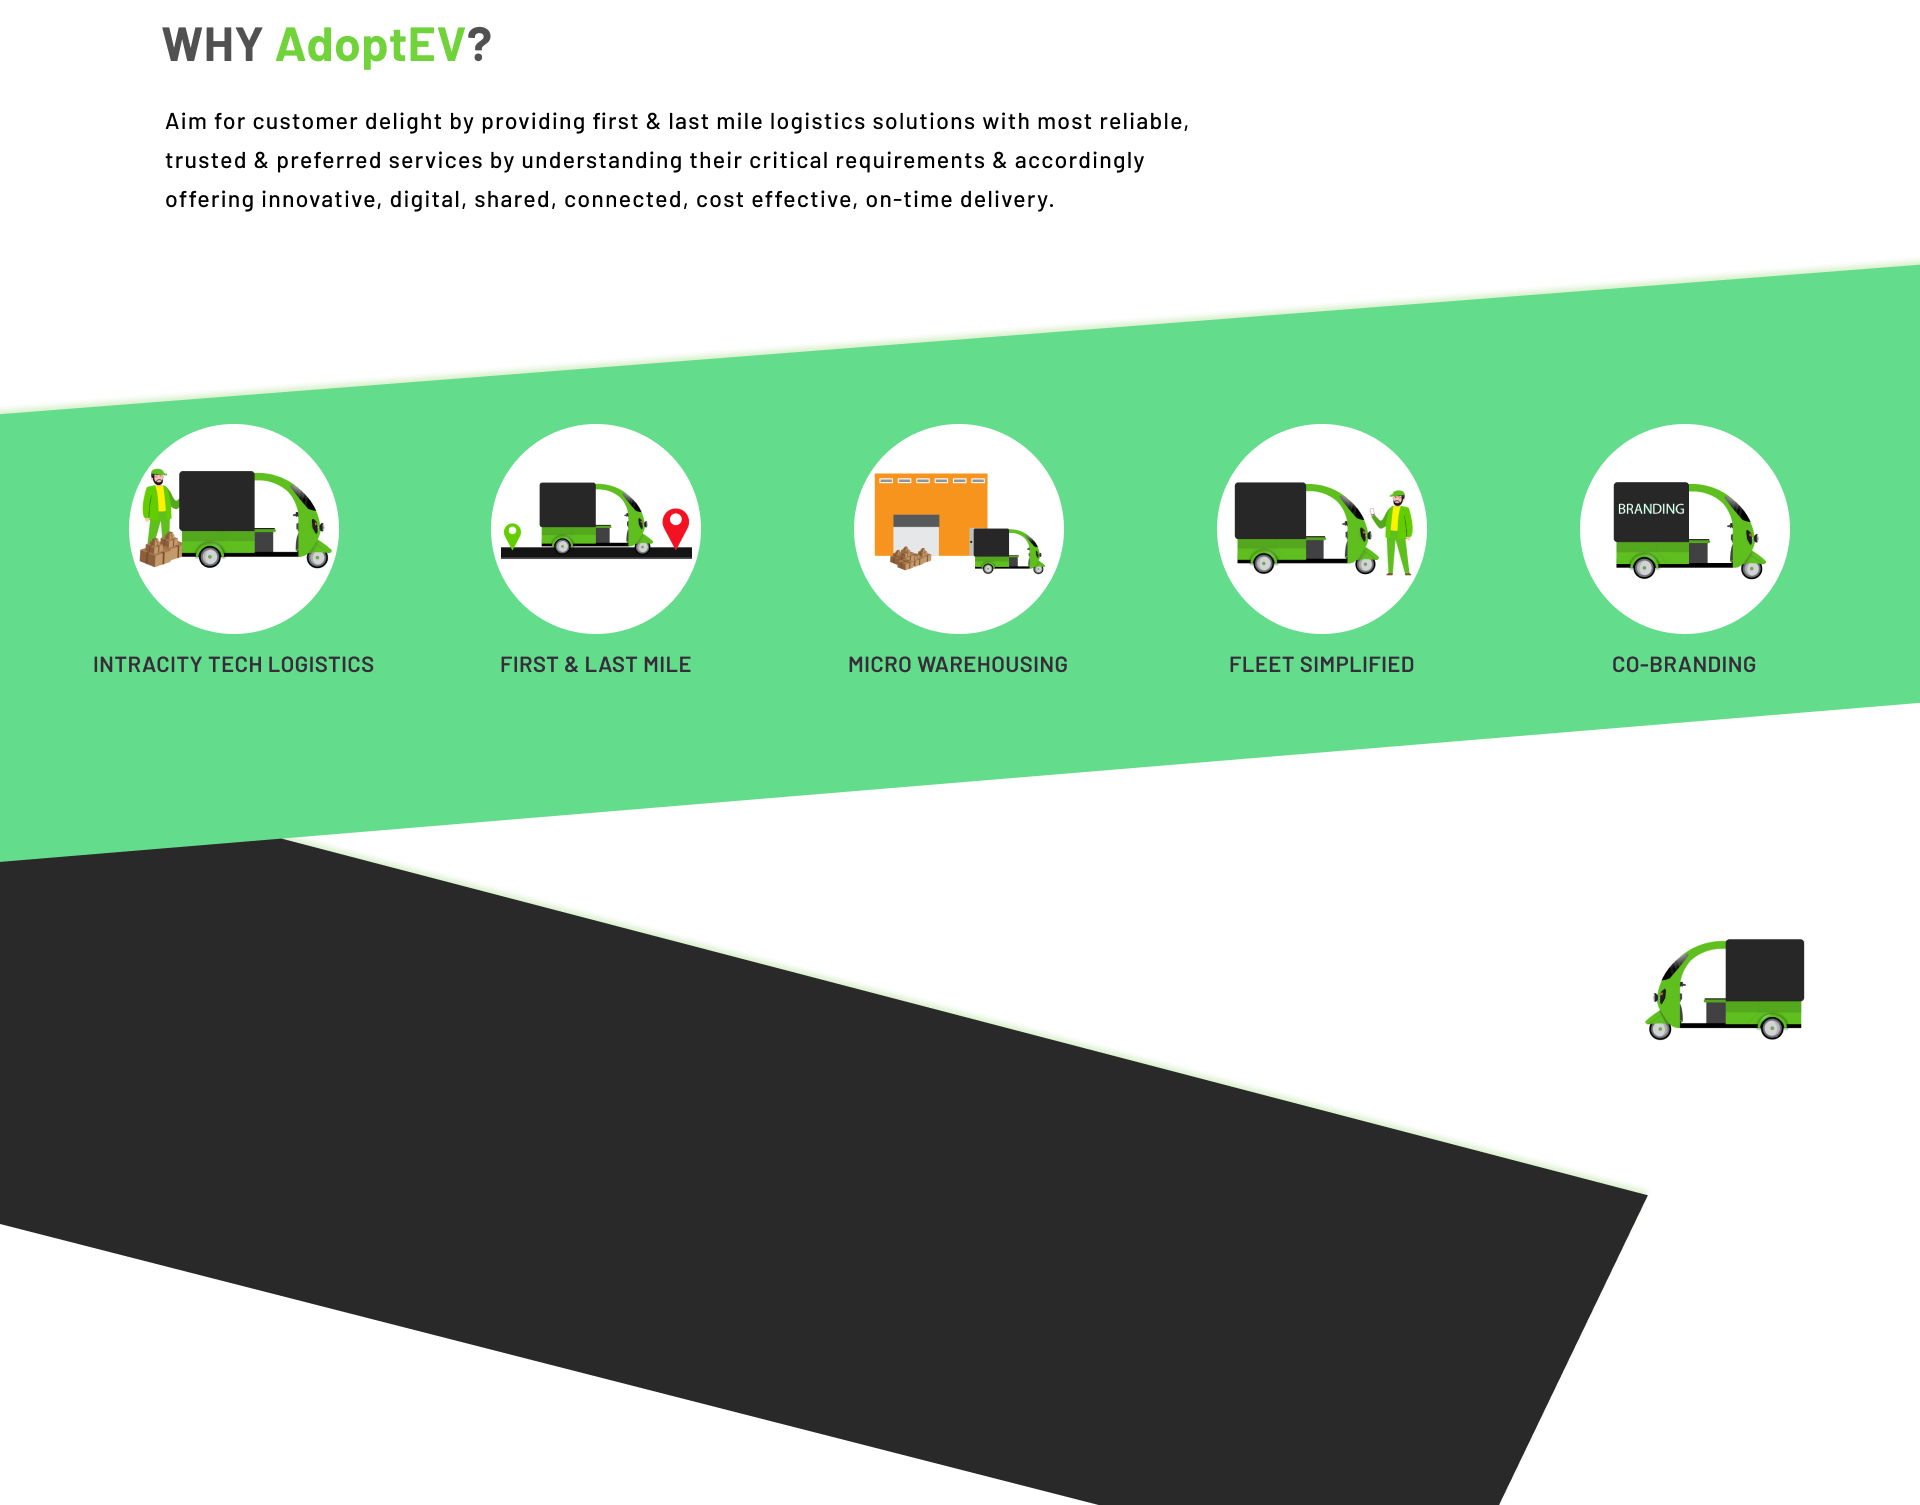 WHY AdoptEV?
Aim for customer delight by providing first & last mile logistics solutions with most reliable,
trusted & preferred services by understanding their critical requirements & accordingly
offering innovative, digital, shared, connected, cost effective, on-time delivery.
BRANDING
INTRACITY TECH LOGISTICS
FIRST & LAST MILE
MICRO WAREHOUSING
FLEET SIMPLIFIED
CO-BRANDING